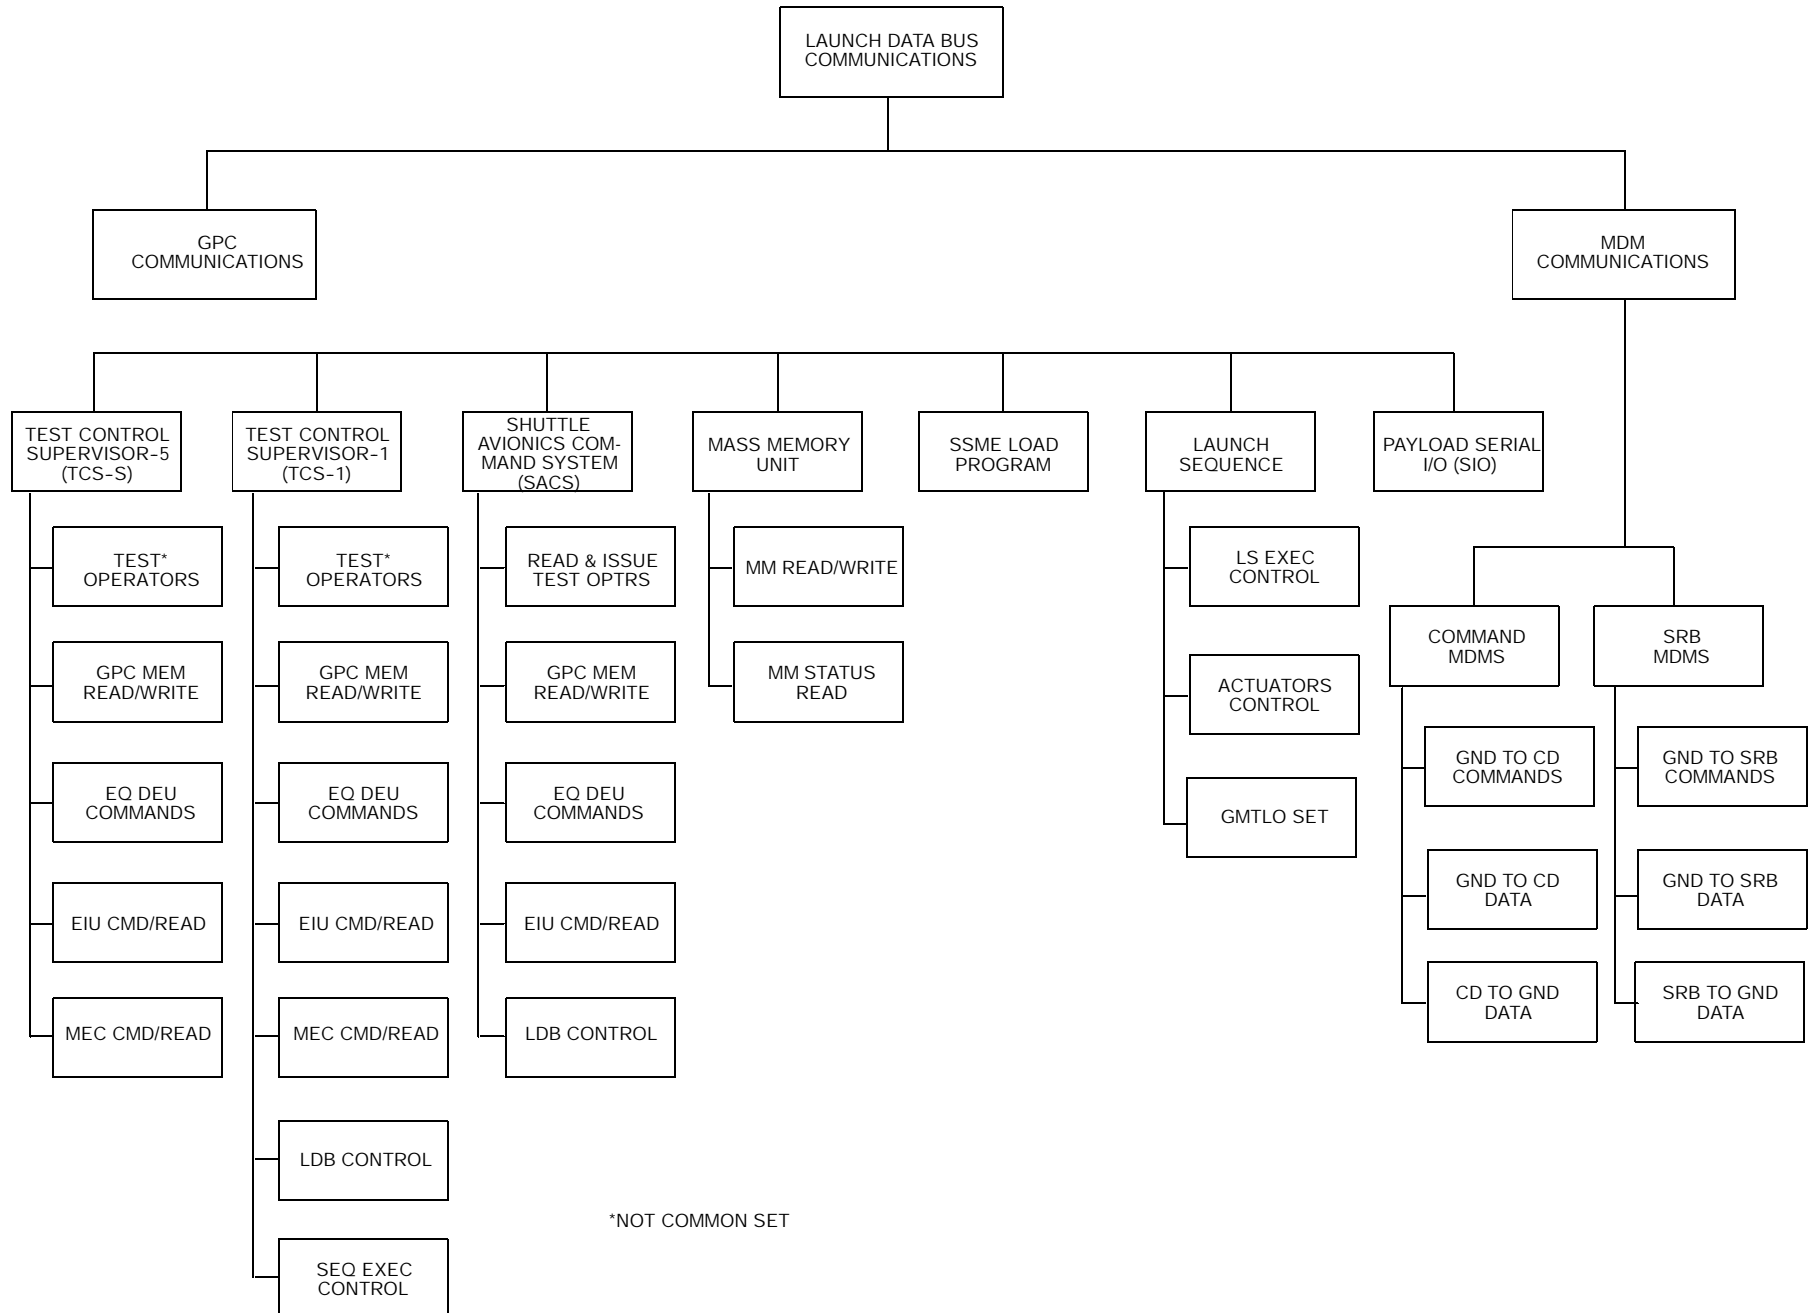 LAUNCH DATA BUS
COMMUNICATIONS
GPC
COMMUNICATIONS
MDM
COMMUNICATIONS
TEST CONTROL
SUPERVISOR-5
(TCS-S)
TEST CONTROL
SUPERVISOR-1
(TCS-1)
SHUTTLE
AVIONICS COM-
MAND SYSTEM
(SACS)
MASS MEMORY
UNIT
SSME LOAD
PROGRAM
LAUNCH
SEQUENCE
PAYLOAD SERIAL
I/O (SIO)
TEST*
OPERATORS
GPC MEM
READ/WRITE
EQ DEU
COMMANDS
EIU CMD/READ
MEC CMD/READ
TEST*
OPERATORS
GPC MEM
READ/WRITE
EQ DEU
COMMANDS
EIU CMD/READ
MEC CMD/READ
LDB CONTROL
SEQ EXEC
CONTROL
READ & ISSUE
TEST OPTRS
GPC MEM
READ/WRITE
EQ DEU
COMMANDS
EIU CMD/READ
LDB CONTROL
MM READ/WRITE
MM STATUS
READ
LS EXEC
CONTROL
ACTUATORS
CONTROL
GMTLO SET
COMMAND
MDMS
SRB
MDMS
GND TO CD
COMMANDS
GND TO CD
DATA
CD TO GND
DATA
GND TO SRB
COMMANDS
GND TO SRB
DATA
SRB TO GND
DATA
*NOT COMMON SET